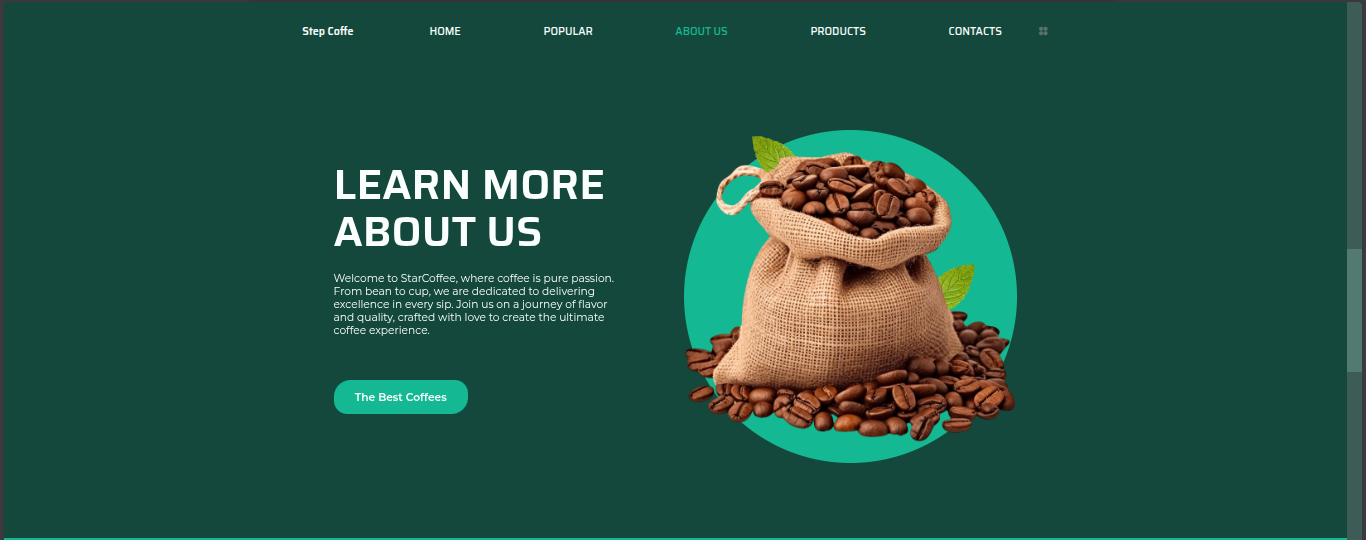 Step Coffe
HOME
POPULAR
ABOUT US
PRODUCTS
CONTACTS
LEARN MORE
ABOUT US
Welcome to StarCoffee, where coffee is pure passion.
From bean to cup, we are dedicated to delivering
excellence in every sip. Join us on a journey of flavor
and quality, crafted with love to create the ultimate
coffee experience.
The Best Coffees